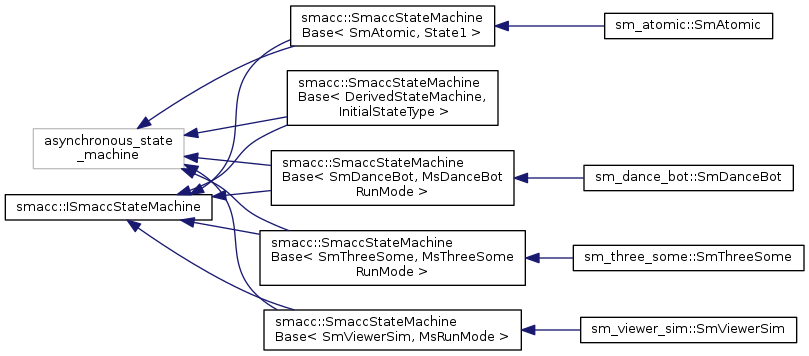 smacc::SmaccStateMachine
Base< SmAtomic, State1 >
sm_atomic::SmAtomic
smacc::SmaccStateMachine
Base< DerivedStateMachine,
InitialStateType >
asynchronous_state
_machine
smacc::SmaccStateMachine
Base< SmDanceBot, MsDanceBot
RunMode >
sm_dance_bot::SmDanceBot
smacc::ISmaccStateMachine
smacc::SmaccStateMachine
Base< SmThreeSome, MsThreeSome
RunMode >
sm_three_some::SmThreeSome
smacc::SmaccStateMachine
Base< SmViewerSim, MsRunMode >
sm_viewer_sim::SmViewerSim